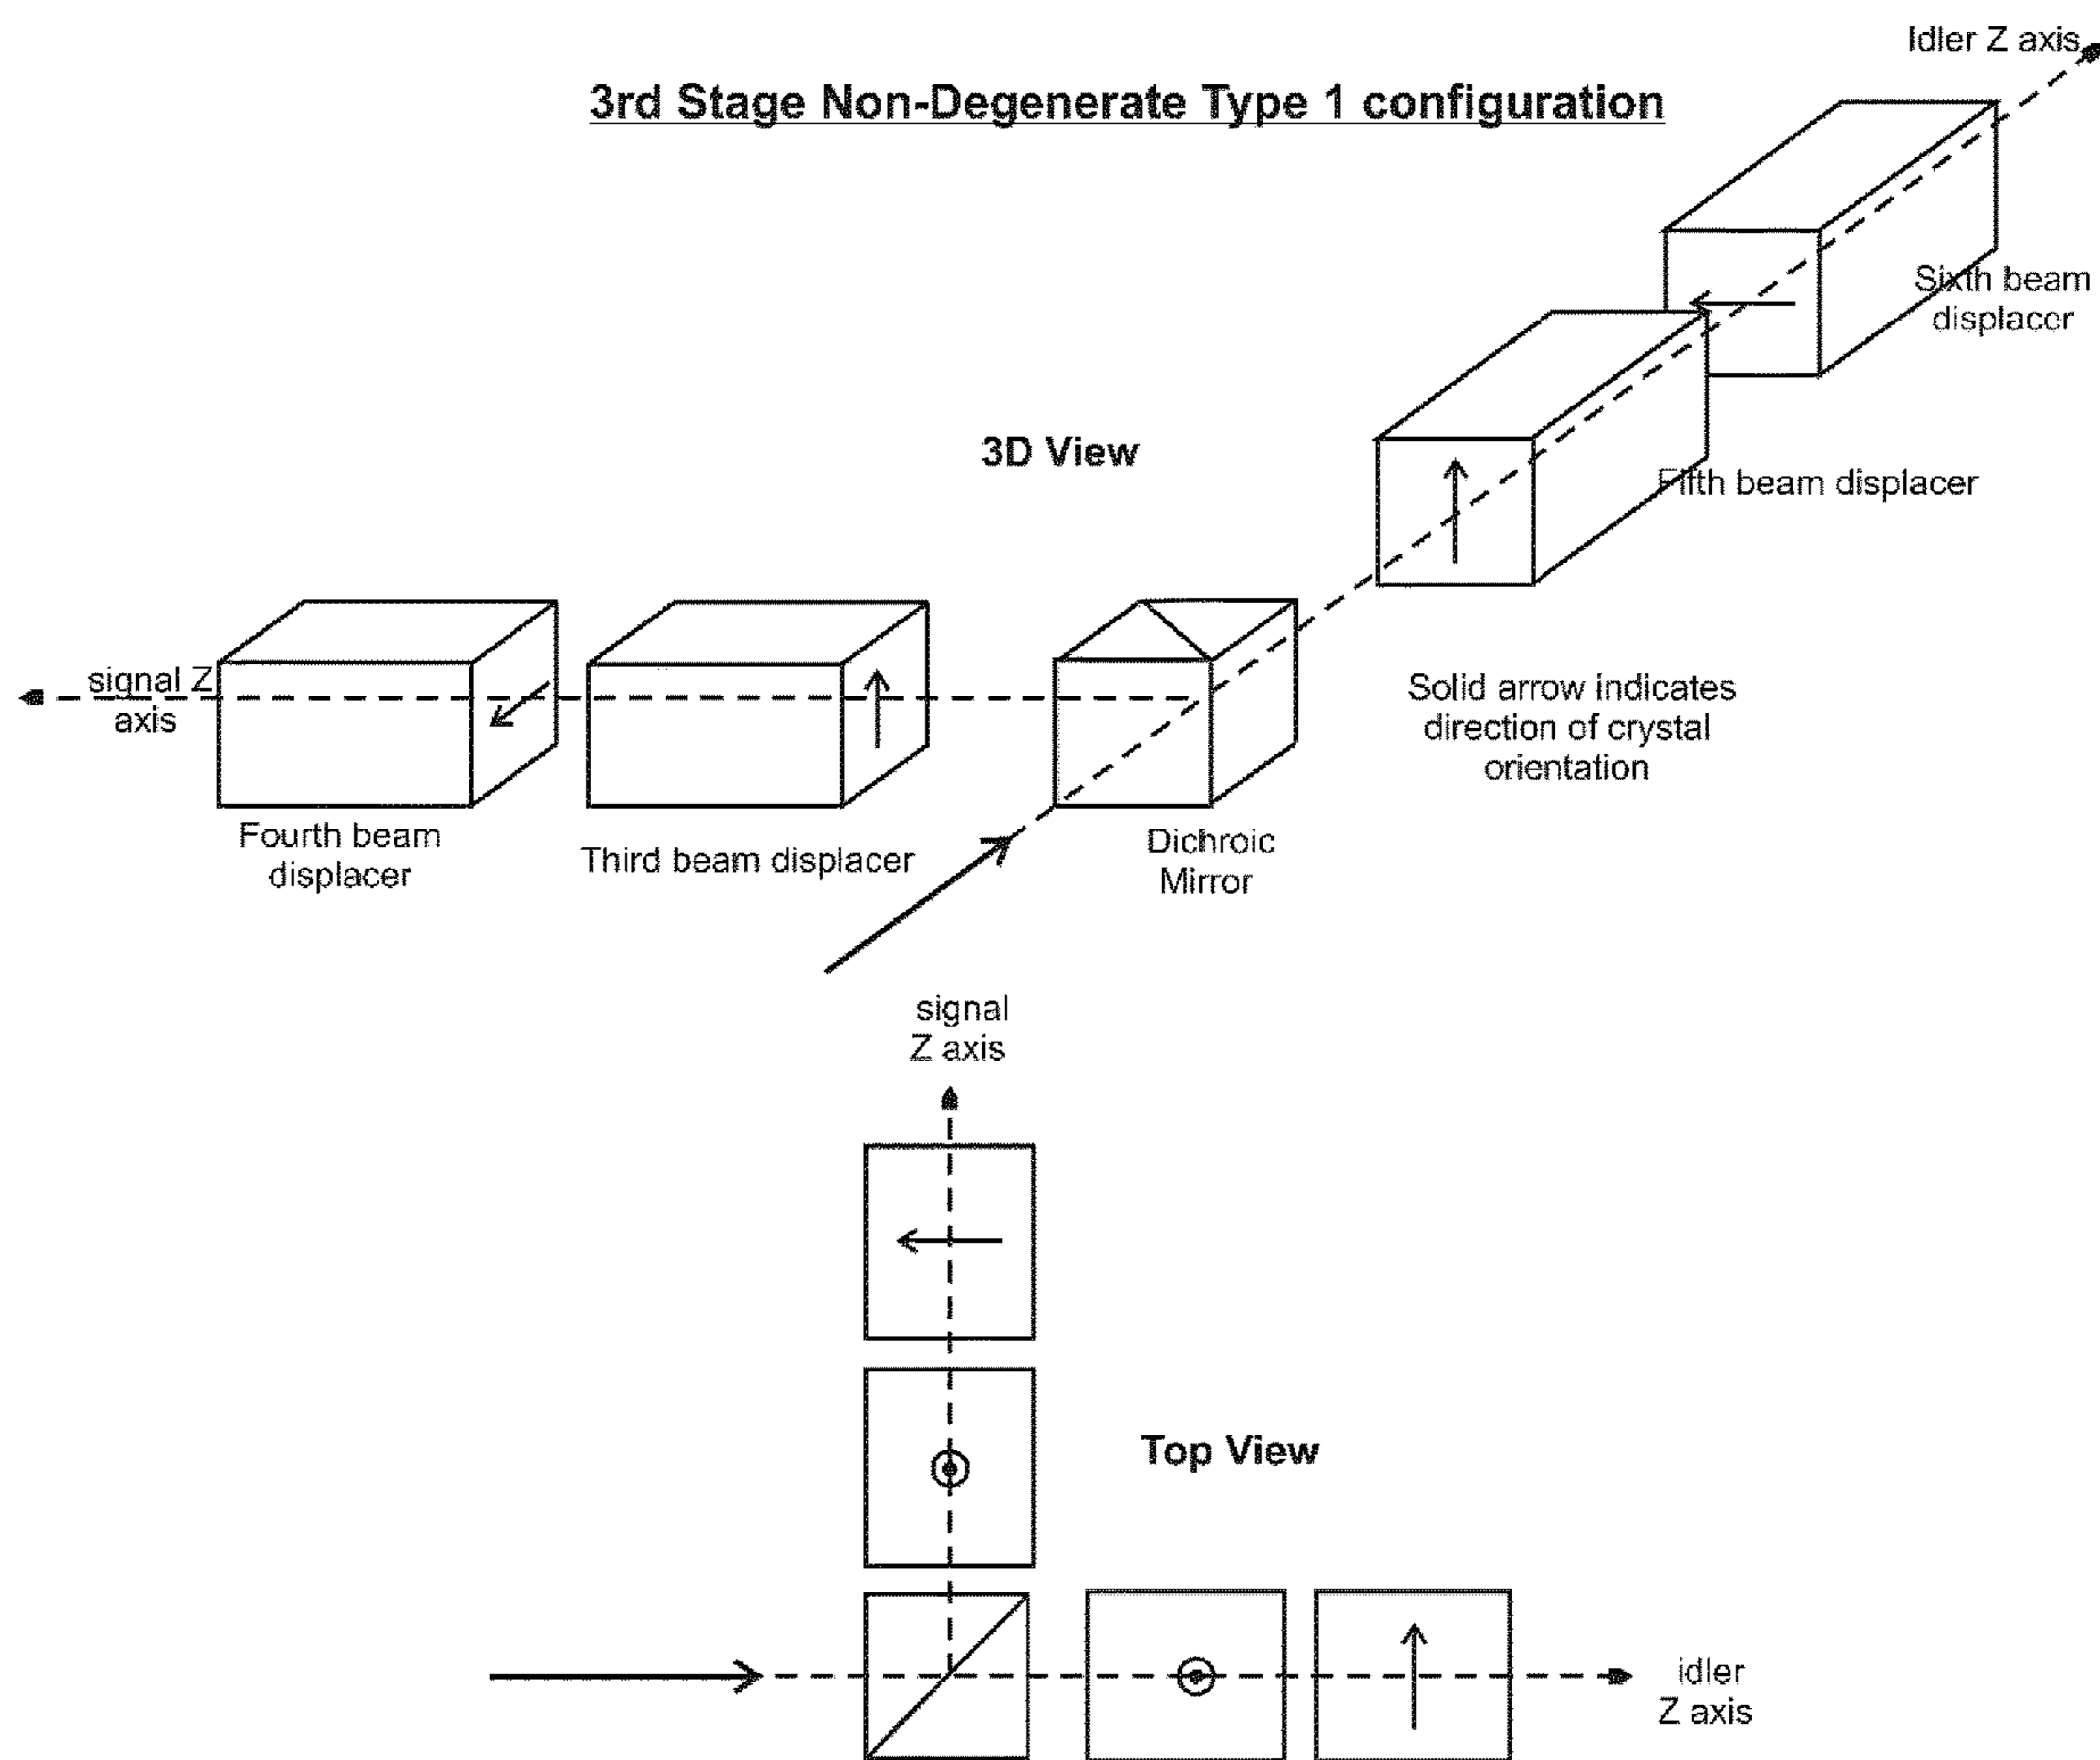 Idler Z axis
3rd Stage Non-Degenerate Type 1 configuration
Sixth beam
displacer
3D View
Fifth beam displacer
signal Z
axis
Solid arrow indicates
direction of crystal
orientation
Fourth beam
displacer
Third beam displacer
Dichroic
Mirror
signal
Z axis
Top View
idler
Z axis